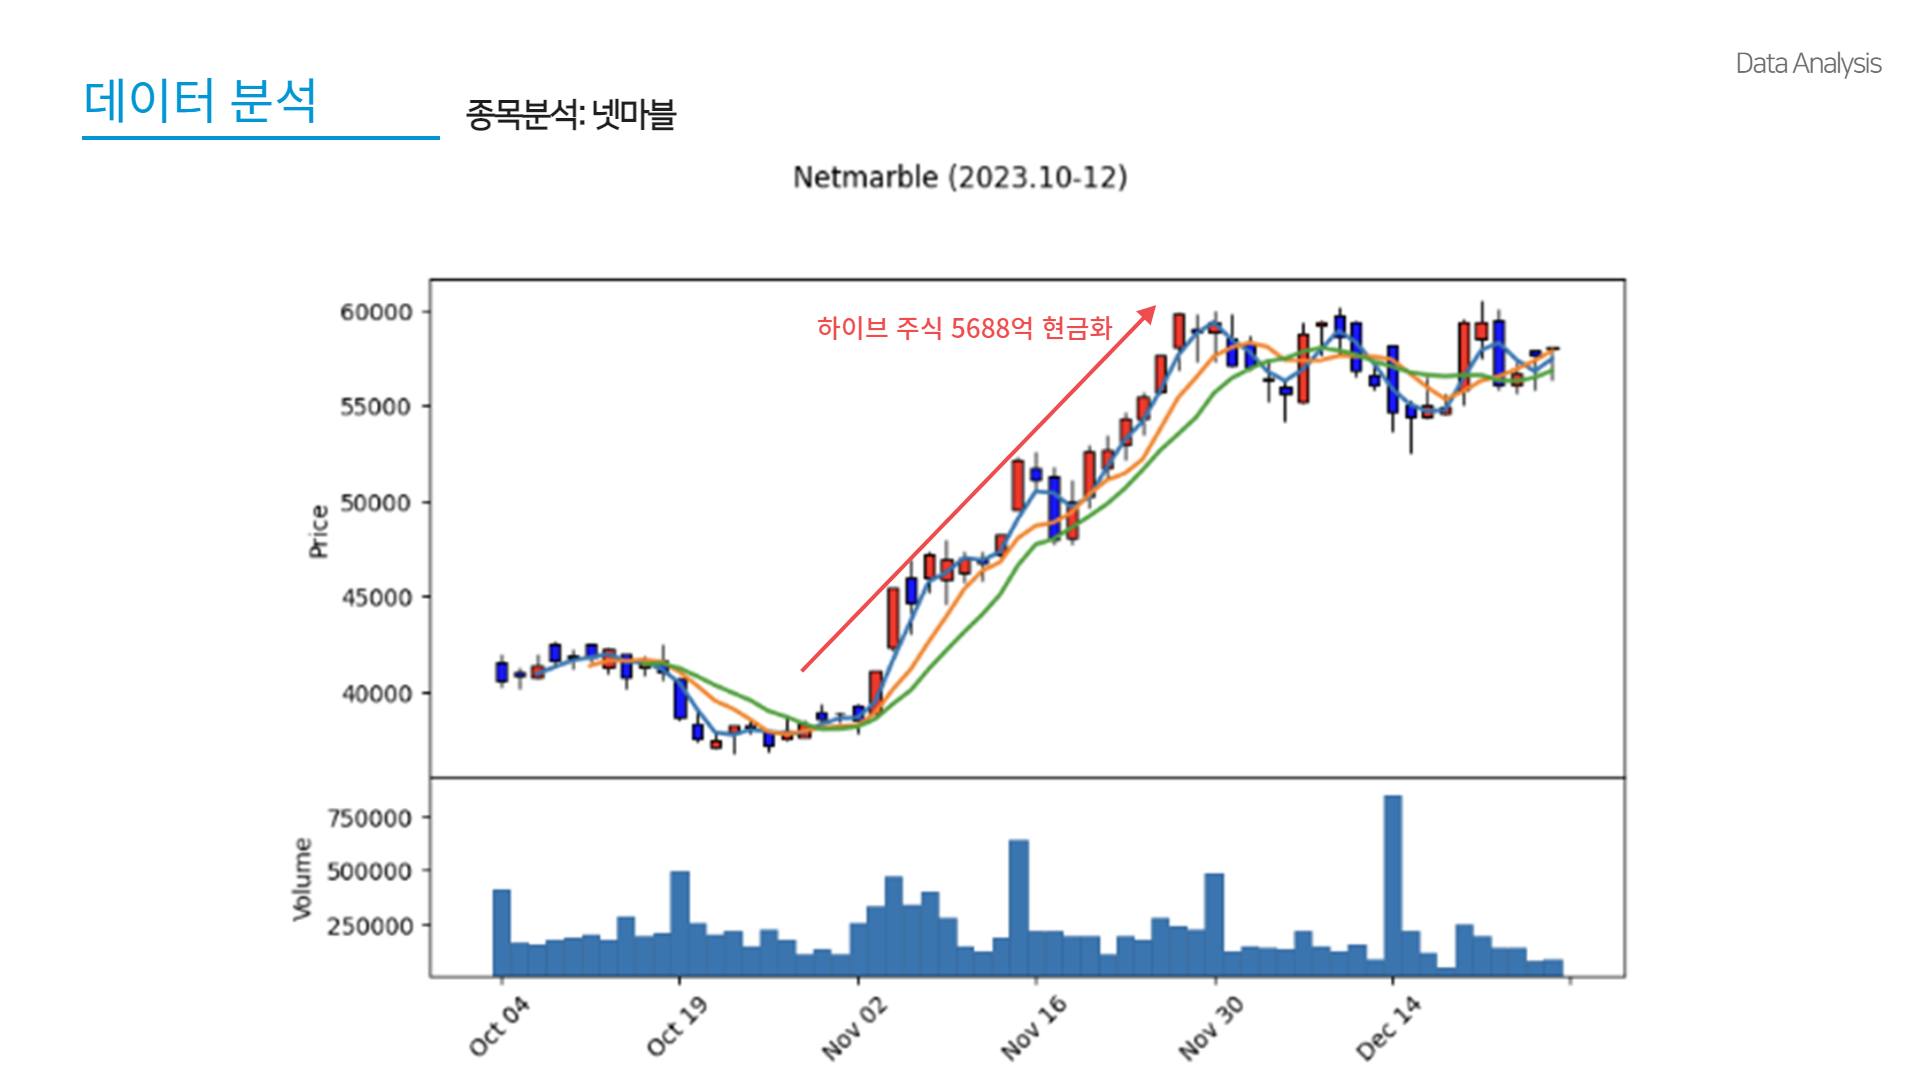 Data Analysis
데이터 분석
종목분석: 넷마블
Netmarble (2023.10-12)
하이브 주식 5688억 현금화
Price
60000
55000
50000
45000
40000
Volume
750000
500000
250000
Oct 04
Oct 19
Nov 02
Nov 16
Nov 30
Dec 14